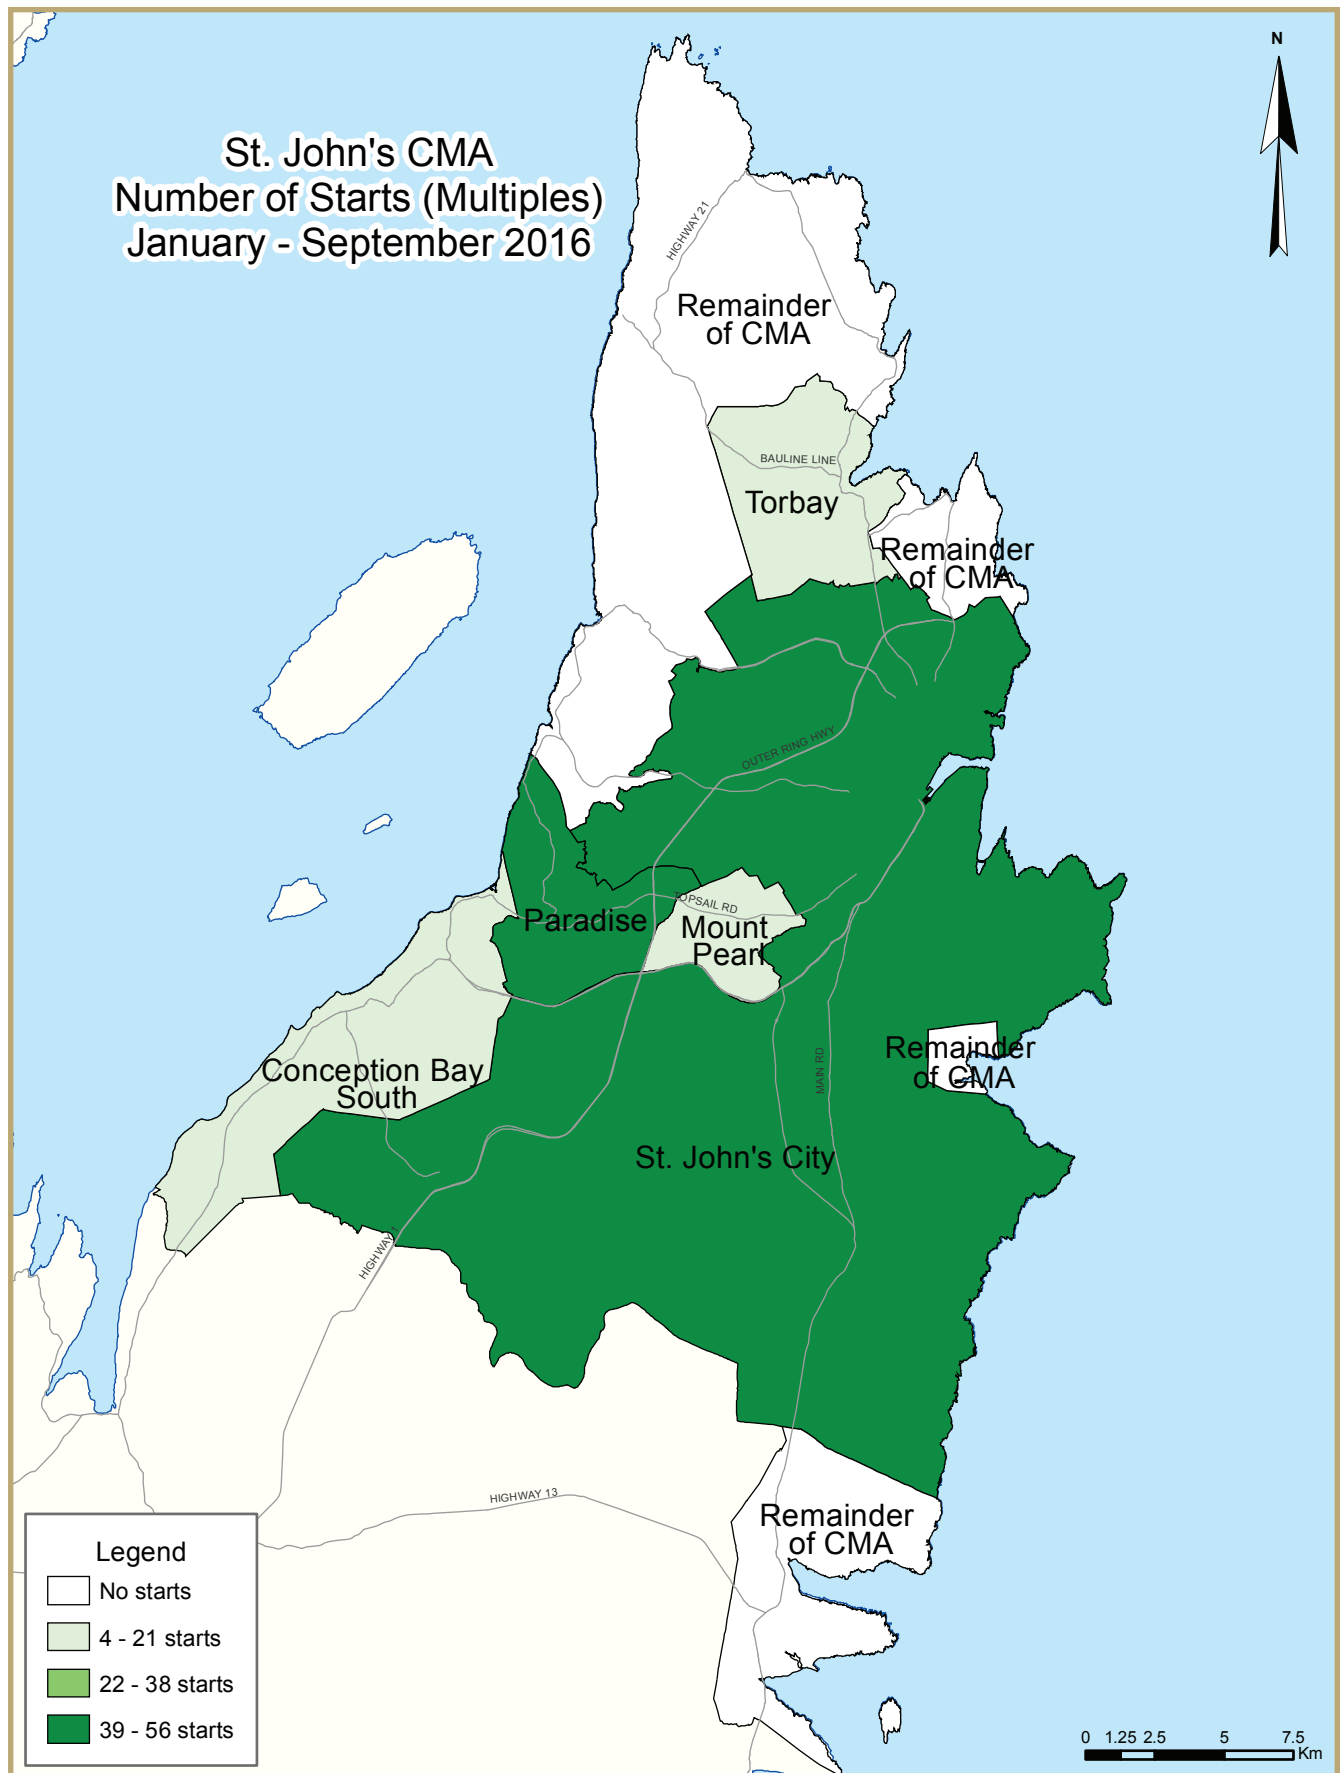 N
St. John's CMA
Number of Starts (Multiples)
January - September 2016
HIGHWAY 21
Remainder
of CMA
BAULINE LINE
Torbay
Remainder
of CMA
OUTER RING HWY
TOPSAIL RD
Paradise
Mount
Pearl
Remainder
of CMA
MAIN RD
Conception Bay
South
St. John's City
HIGHWAY 1
HIGHWAY 13
Remainder
of CMA
Legend
No starts
4 - 21 starts
22 - 38 starts
39 - 56 starts
0 1.25 2.5 5 7.5
Km